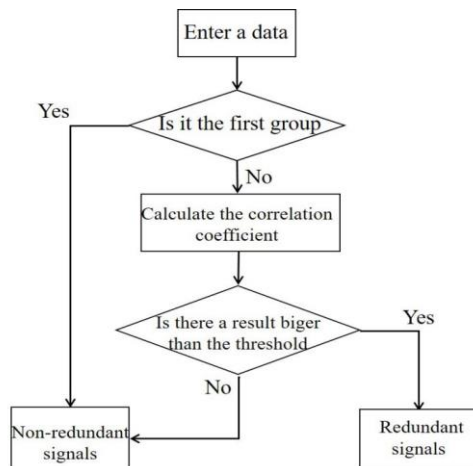 Enter a data
Yes
Is it the first group
No
Calculate the correlation
coefficient
Is there a result biger
than the threshold
Yes
No
Non-redundant
signals
Redundant
signals